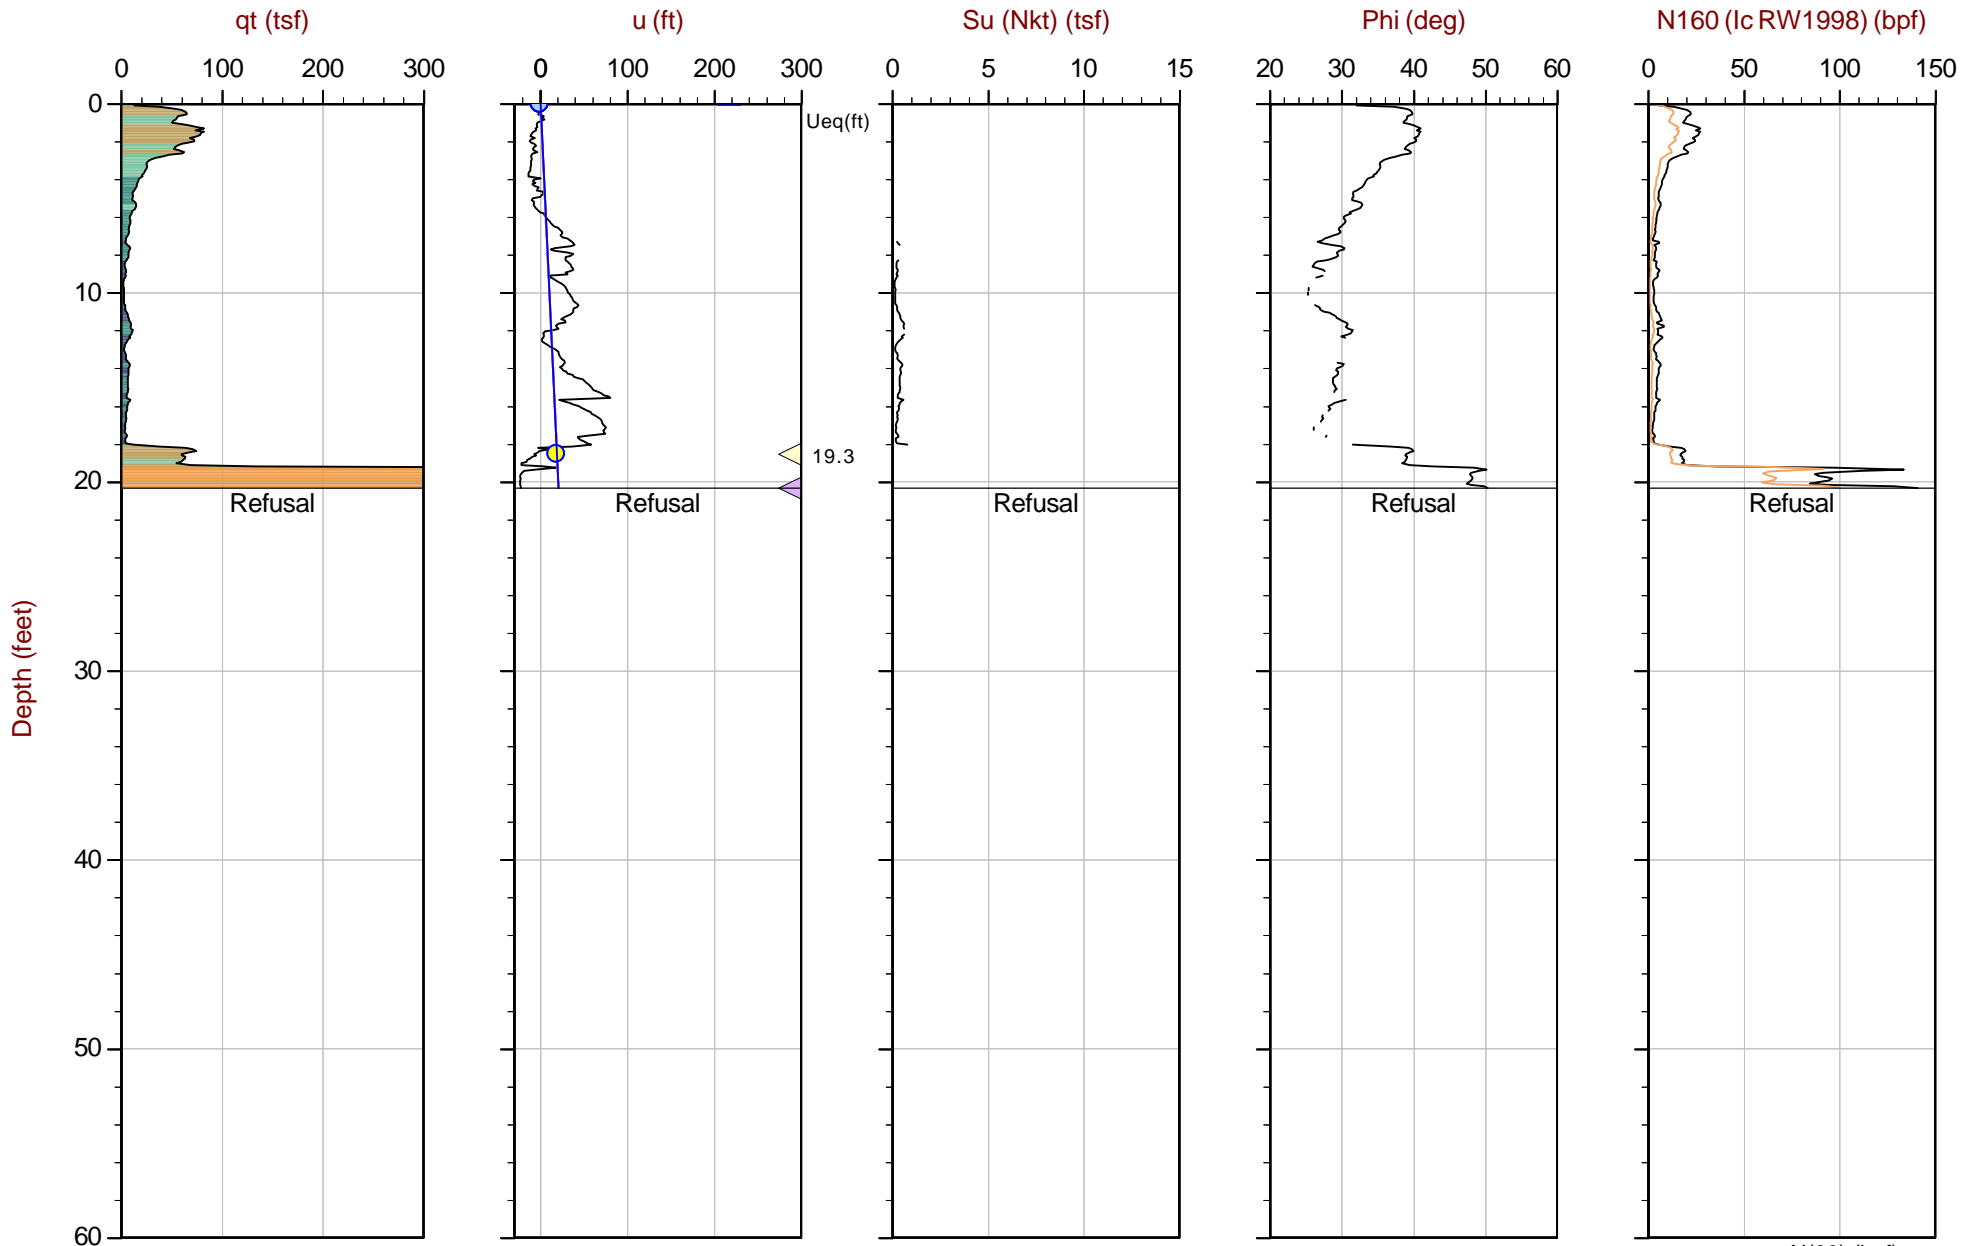 qt (tsf) u (ft) Su (Nkt) (tsf) Phi (deg) N160 (Ic RW1998) (bpf)
0 100 200 300 0 0 100 200 300 0 5 10 15 20 30 40 50 60 0 50 100 150
0
Ueq(ft)
10
19.3
20
Refusal Refusal Refusal Refusal Refusal
30
Depth (feet)
40
50
60